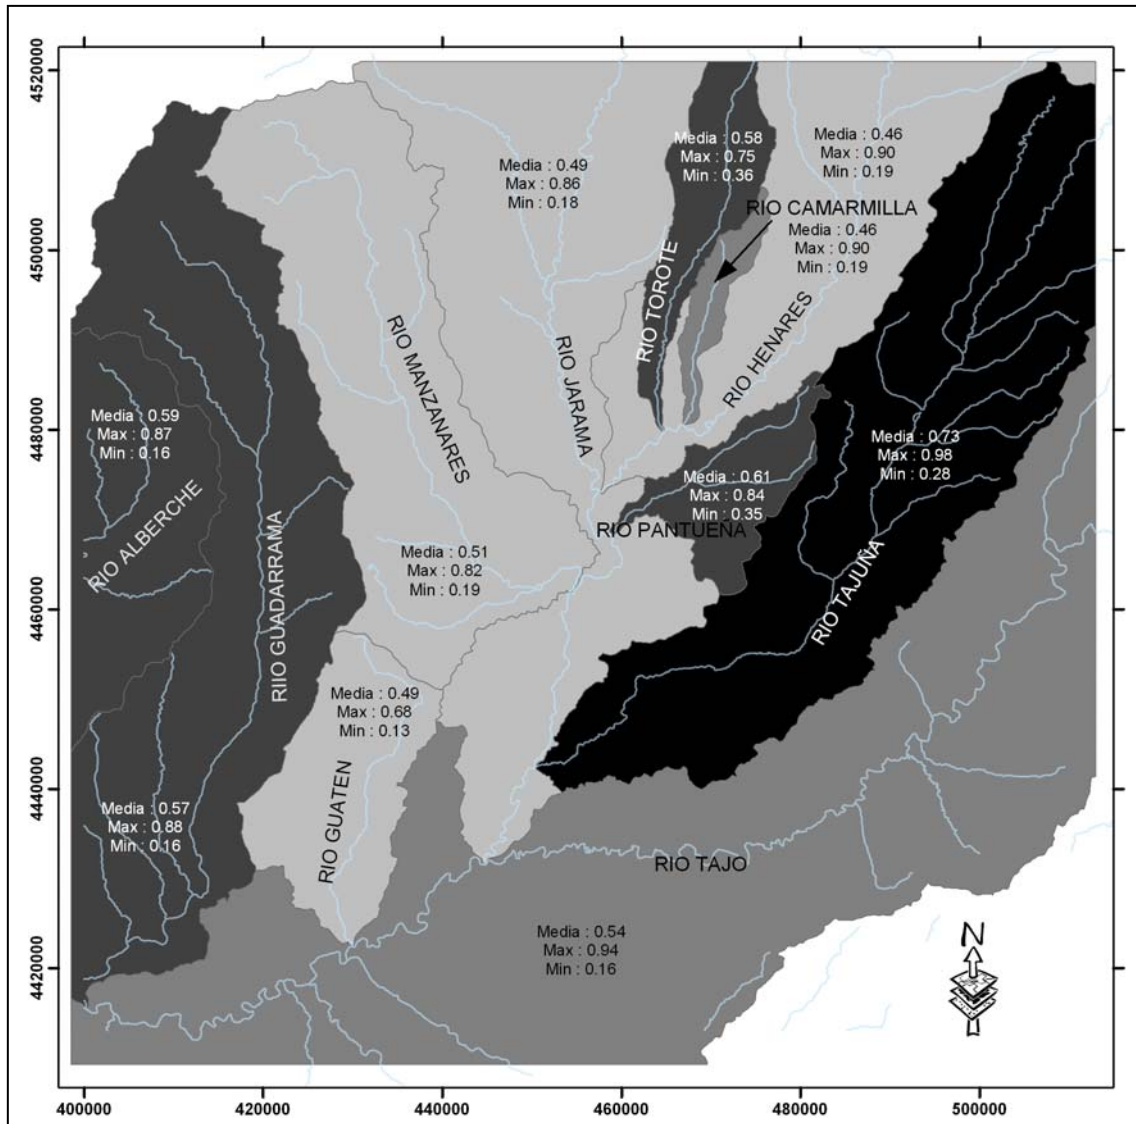 4520000
4500000
4480000
4460000
4440000
4420000
400000
420000
440000
460000
480000
500000
Media : 0.49
Max : 0.86
Min : 0.18
Media : 0.58
Max : 0.75
Min : 0.36
Media : 0.46
Max : 0.90
Min : 0.19
RIO CAMARMILLA
Media : 0.46
Max : 0.90
Min : 0.19
RIO TOROTE
RIO HENARES
RIO MANZANARES
RIO JARAMA
Media : 0.59
Max : 0.87
Min : 0.16
RIO ALBERCHE
RIIO GUADARRAMA
Media : 0.73
Max : 0.98
Min : 0.28
Media : 0.61
Max : 0.84
Min : 0.35
RIO PANTUEÑA
RIO TAJUÑA
Media : 0.51
Max : 0.82
Min : 0.19
Media : 0.49
Max : 0.68
Min : 0.13
RIO GUATEN
Media : 0.57
Max : 0.88
Min : 0.16
RIO TAJO
Media : 0.54
Max : 0.94
Min : 0.16
N